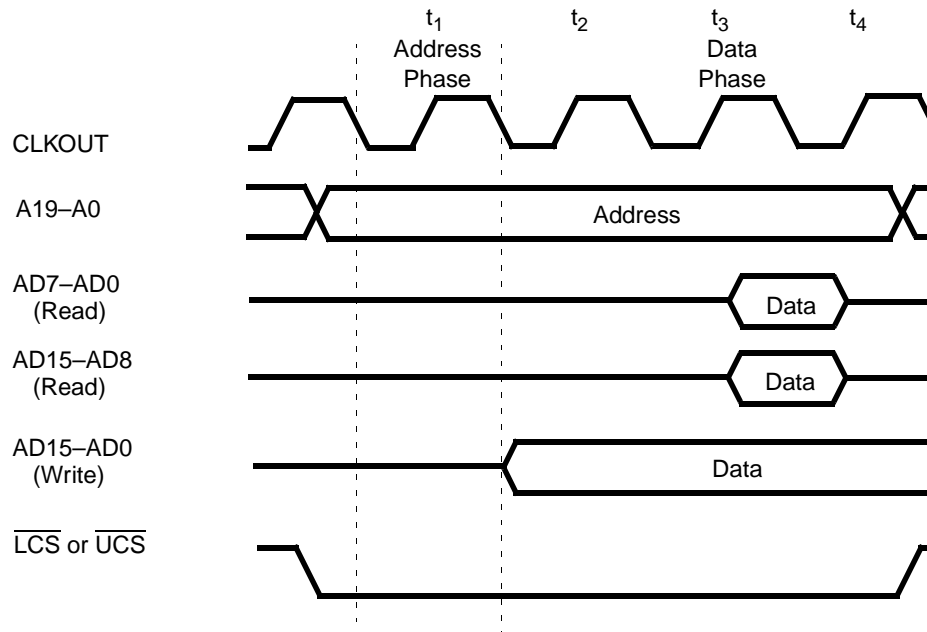 t1 t2 t3 t4
Address Data
Phase Phase
CLKOUT
A19–A0
Address
AD7–AD0
(Read)
Data
AD15–AD8
(Read)
Data
AD15–AD0
(Write)
Data
LCS or UCS